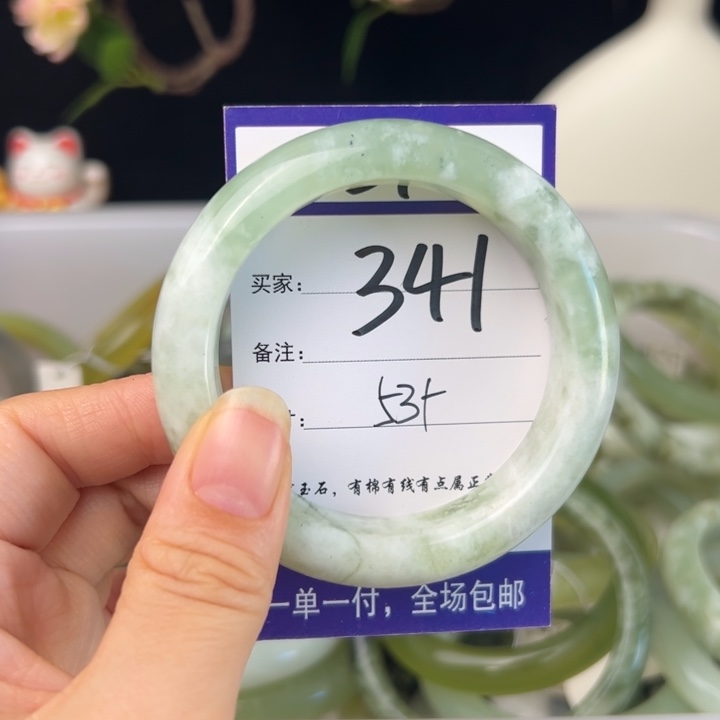 买家: 341
备注:
53+
玉石，有棉有线有点属正
一单一付，全场包邮